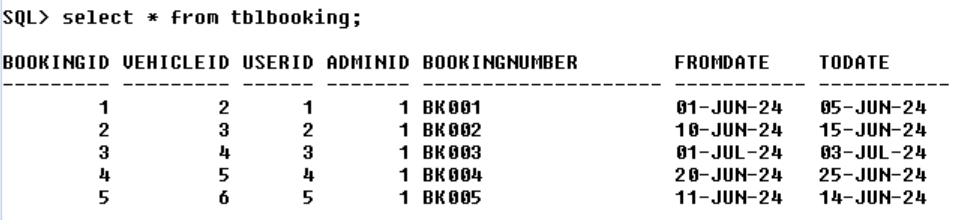 SQL> select * from tblbooking;
BOOKINGID VEHICLEID USERID ADMINID BOOKINGNUMBER FROMDATE TODATE
--------- --------- ------ ------- -------------------- ----------- -----------
1 2 1 1 BK001 01-JUN-24 05-JUN-24
2 3 2 1 BK002 10-JUN-24 15-JUN-24
3 4 3 1 BK003 01-JUL-24 03-JUL-24
4 5 4 1 BK004 20-JUN-24 25-JUN-24
5 6 5 1 BK005 11-JUN-24 14-JUN-24